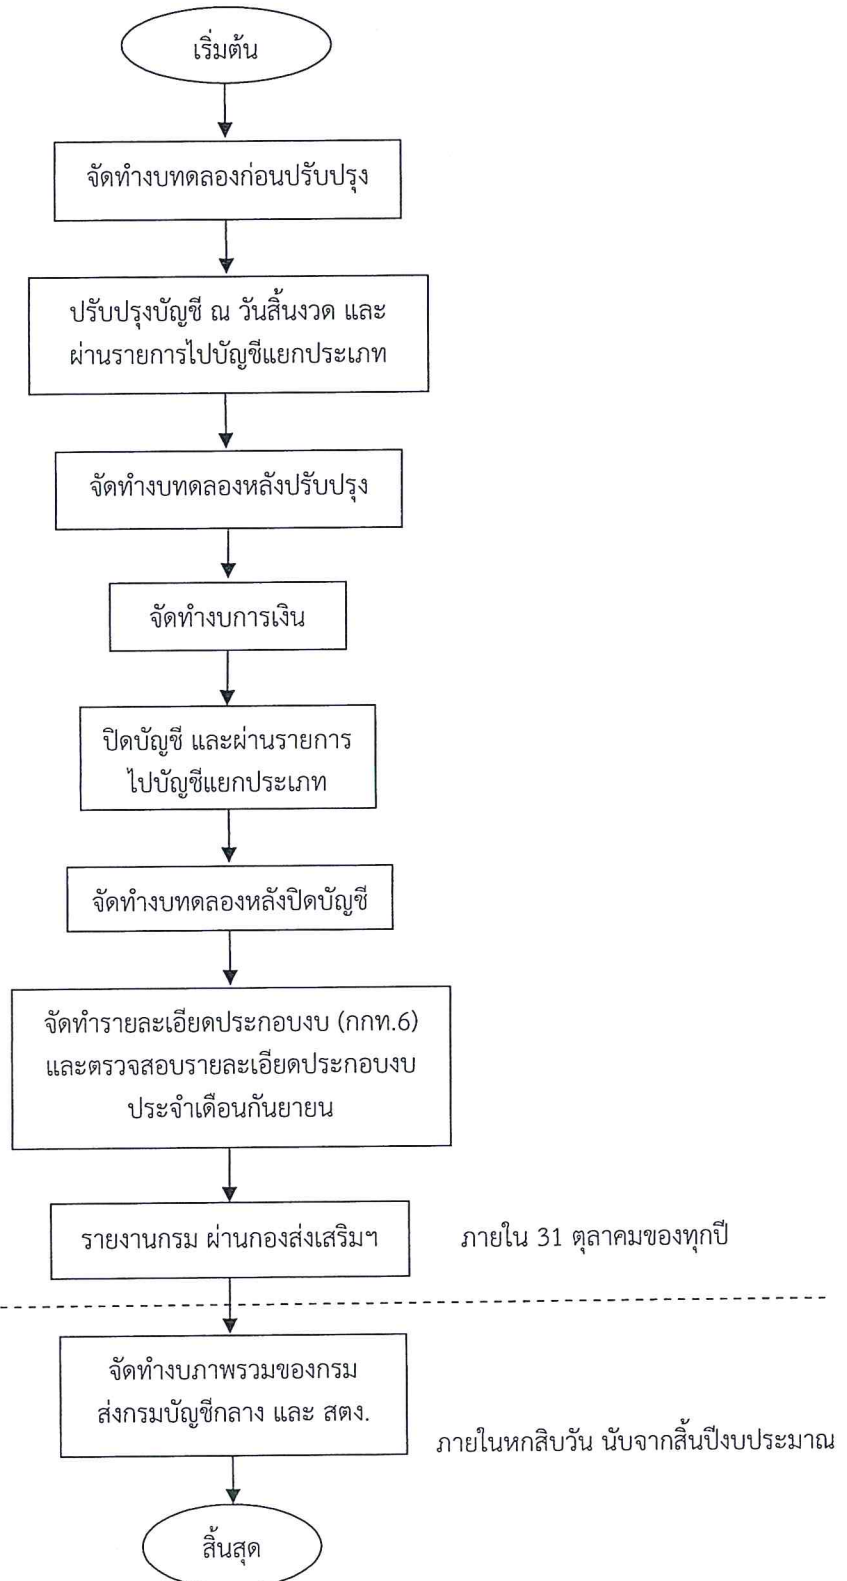 เริ่มต้น
จัดทำงบทดลองก่อนปรับปรุง
ปรับปรุงบัญชี ณ วันสิ้นงวด และ
ผ่านรายการไปบัญชีแยกประเภท
จัดทำงบทดลองหลังปรับปรุง
จัดทำงบการเงิน
ปิดบัญชี และผ่านรายการ
ไปบัญชีแยกประเภท
จัดทำงบทดลองหลังปิดบัญชี
จัดทำรายละเอียดประกอบงบ (กกท.6)
และตรวจสอบรายละเอียดประกอบงบ
ประจำเดือนกันยายน
รายงานกรม ผ่านกองส่งเสริมฯ
ภายใน 31 ตุลาคมของทุกปี
จัดทำงบภาพรวมของกรม
ส่งกรมบัญชีกลาง และ สตง.
ภายในหกสิบวัน นับจากสิ้นปีงบประมาณ
สิ้นสุด